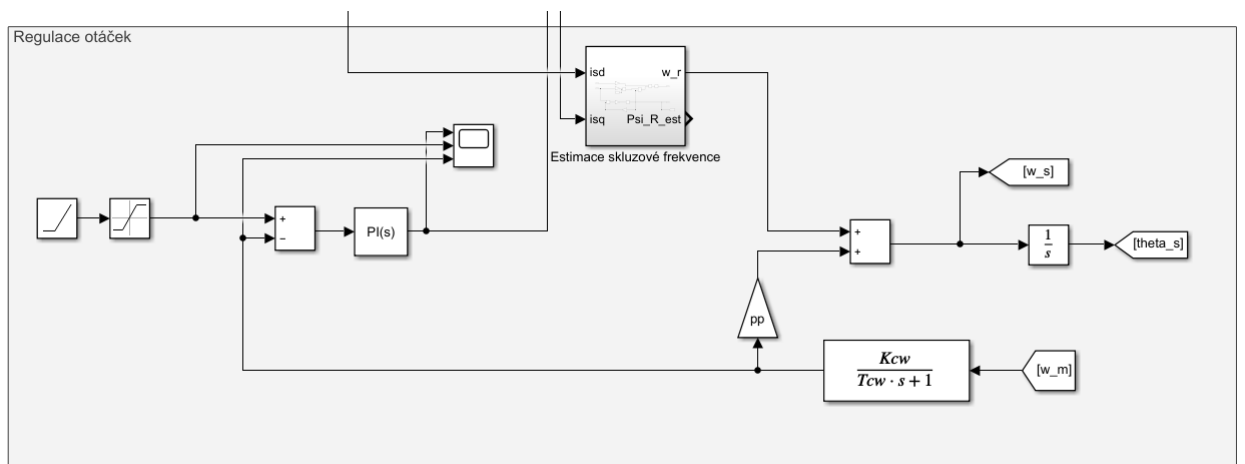 Regulace otáček
isd
w_r
isq
Psi_R_est
Estimace skluzové frekvence
[w_s]
+
−
PI(s)
+
+
1
s
[theta_s]
pp
Kcw
Tcw · s + 1
[w_m]